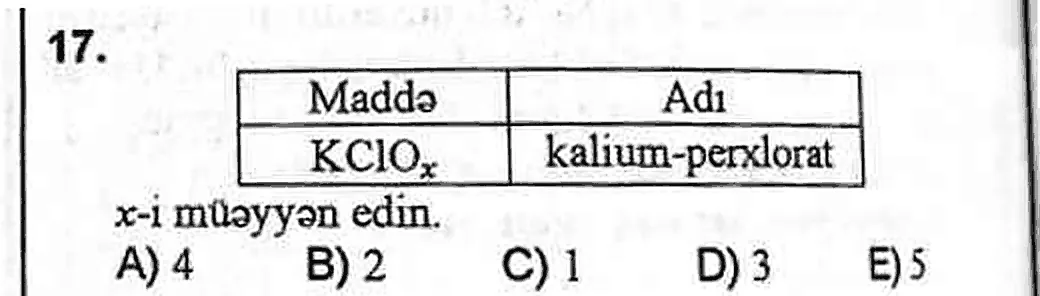 17.
Maddə Adı
KClOₓ kalium-perxlorat
x-i müəyyən edin.
A) 4 B) 2 C) 1 D) 3 E) 5